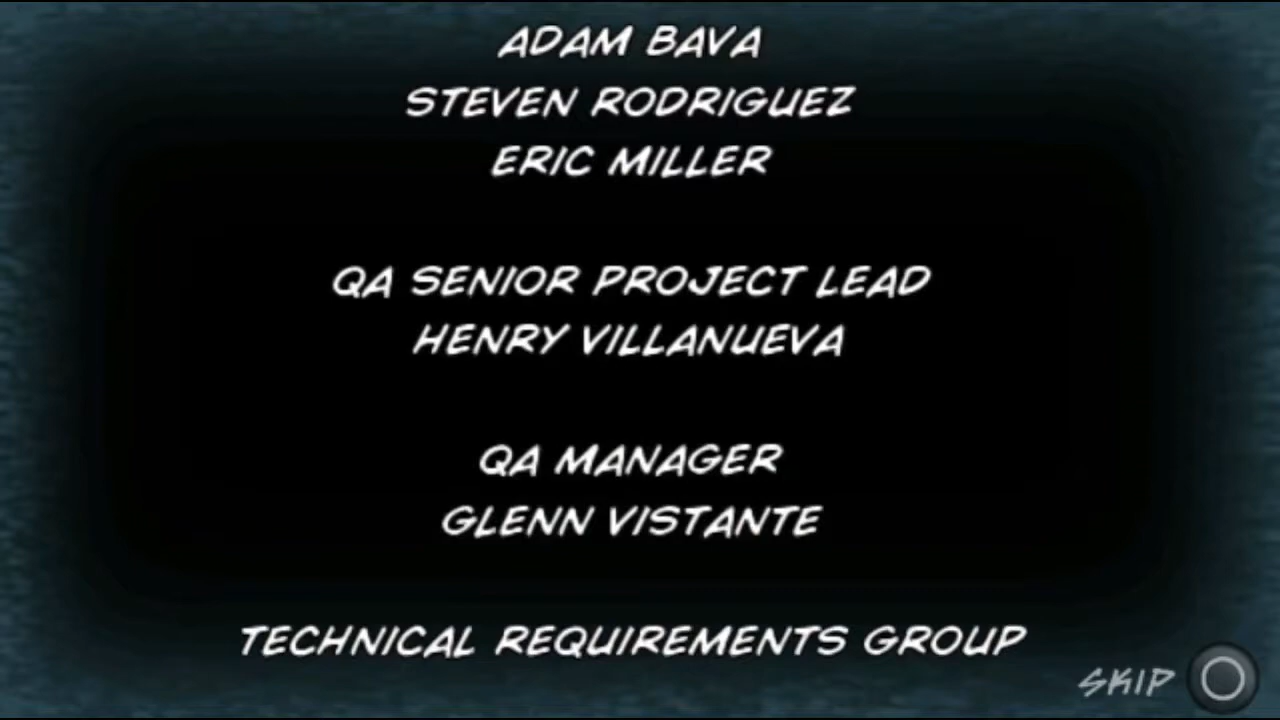 ADAM BAVA
STEVEN RODRIGUEZ
ERIC MILLER
QA SENIOR PROJECT LEAD
HENRY VILLANUEVA
QA MANAGER
GLENN VISTANTE
TECHNICAL REQUIREMENTS GROUP
SKIP